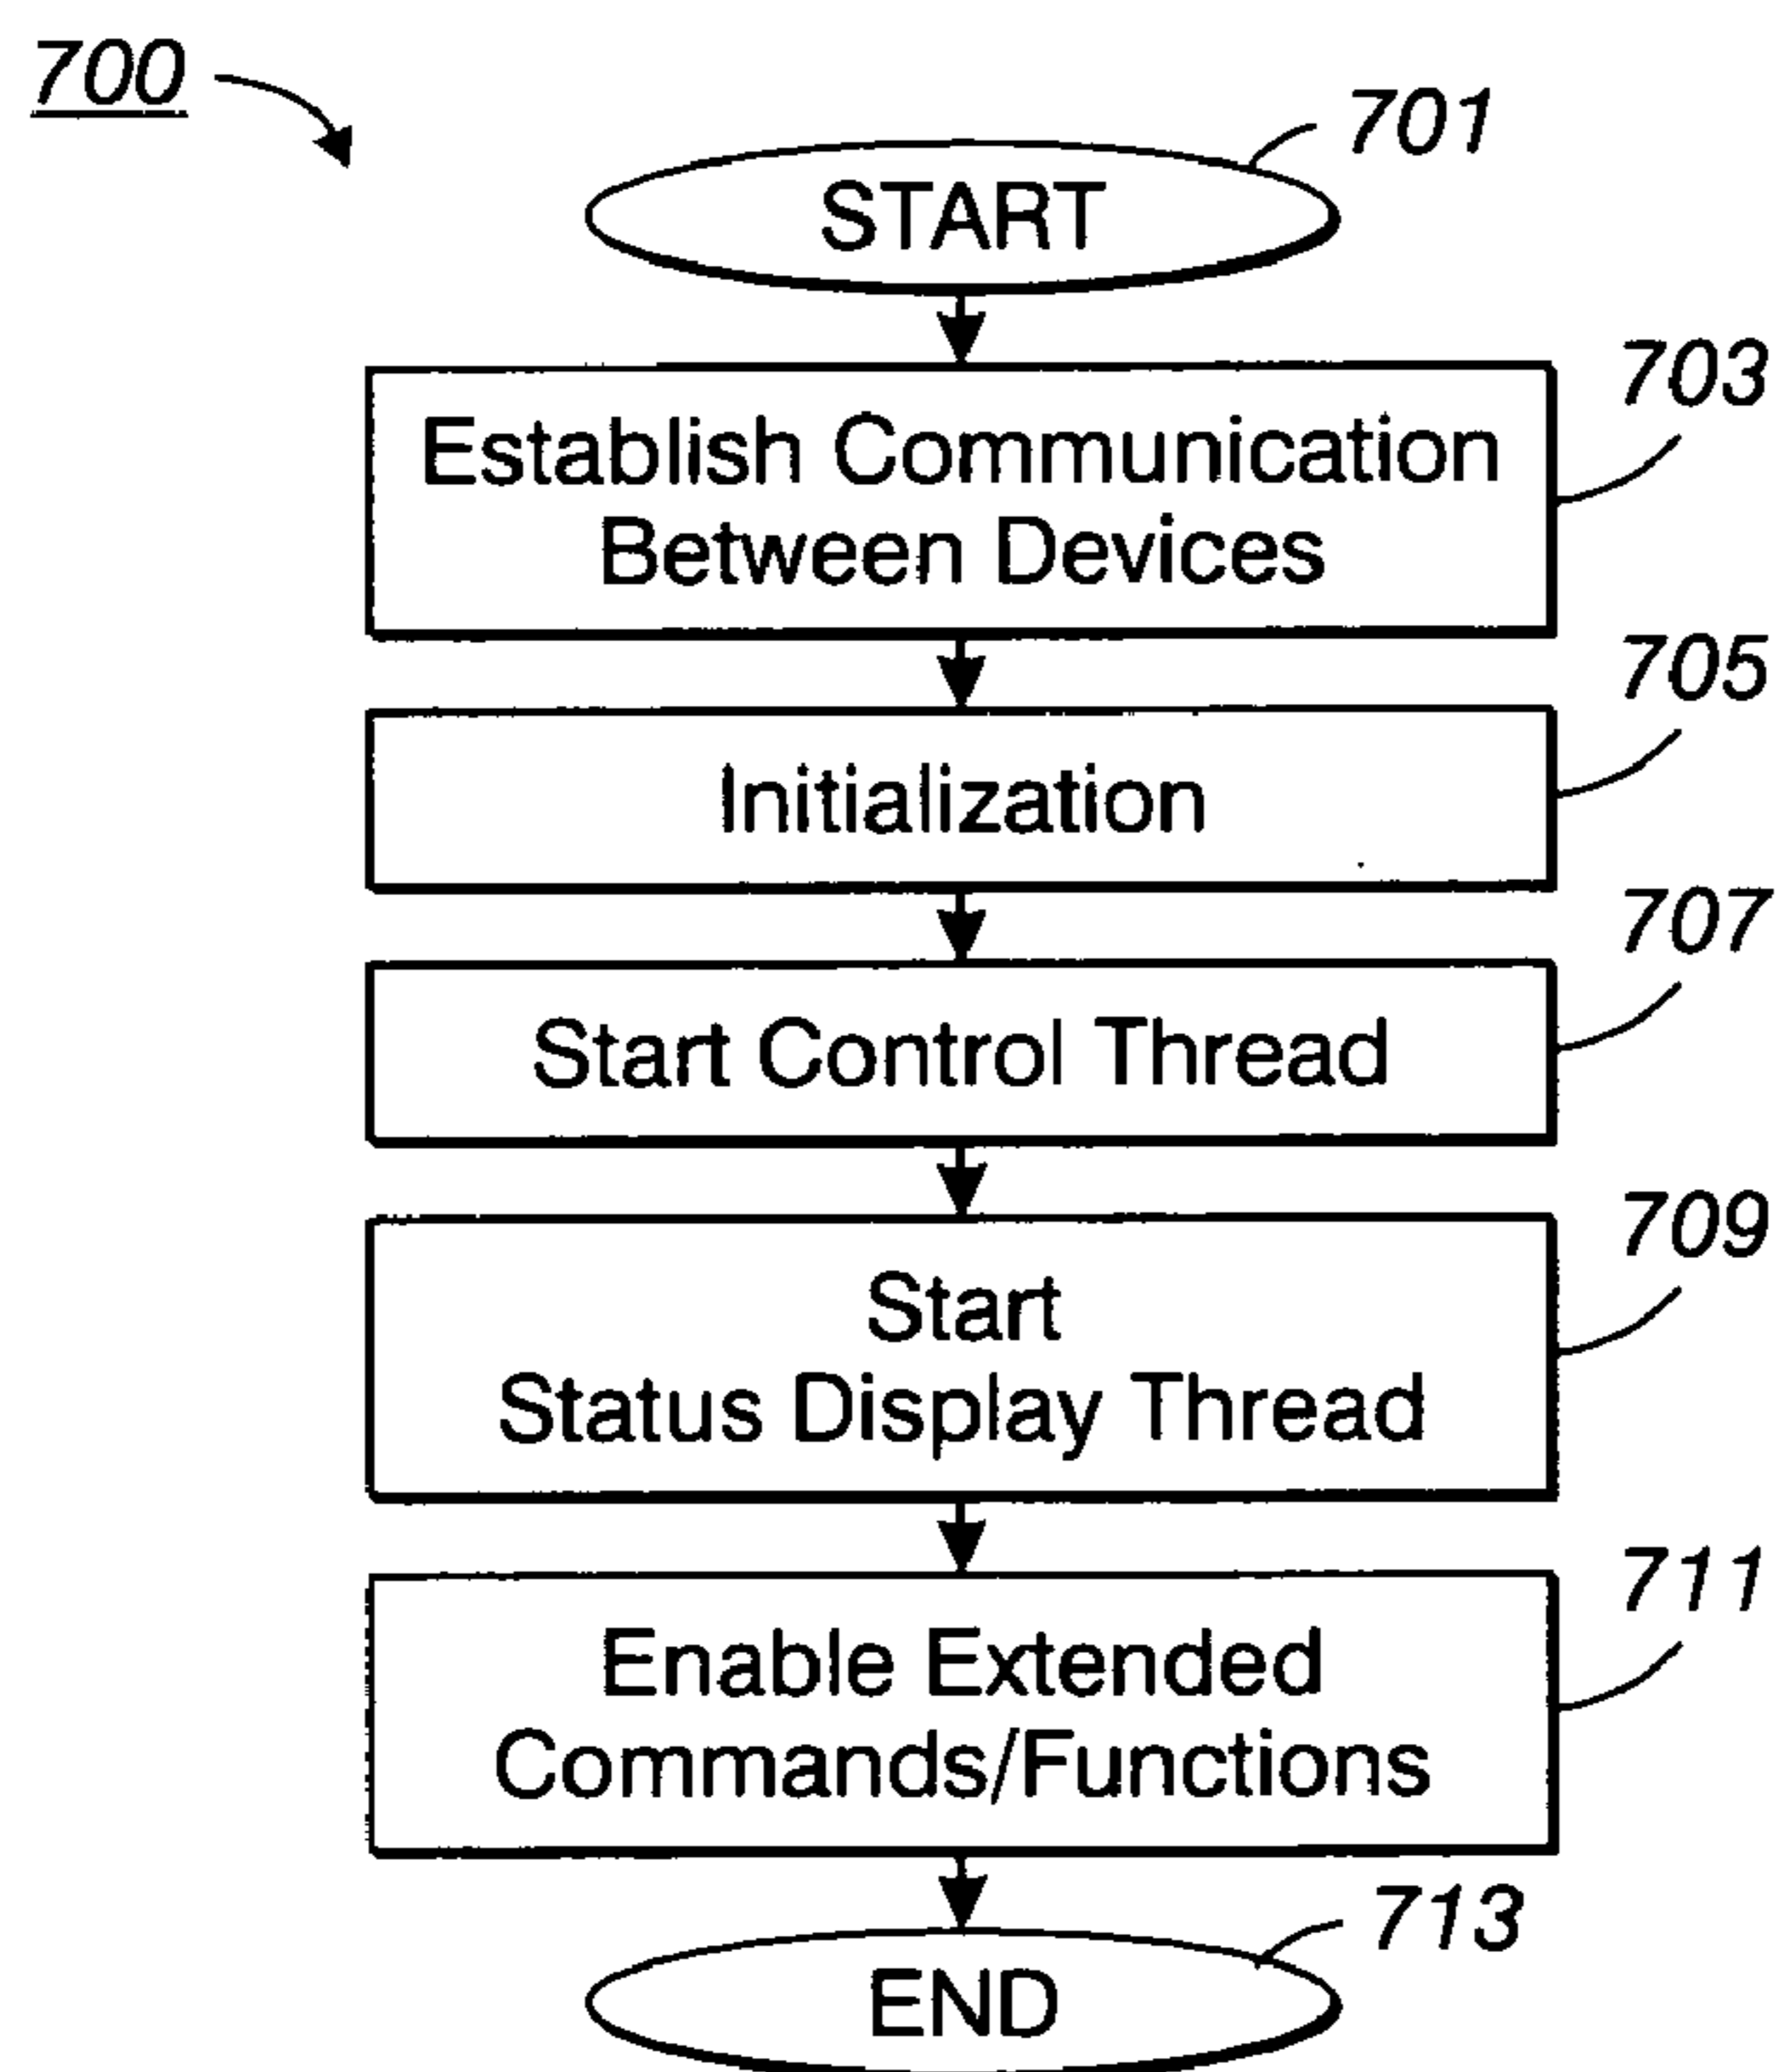 700
701
START
703
Establish Communication
Between Devices
705
Initialization
707
Start Control Thread
709
Start
Status Display Thread
711
Enable Extended
Commands/Functions
713
END